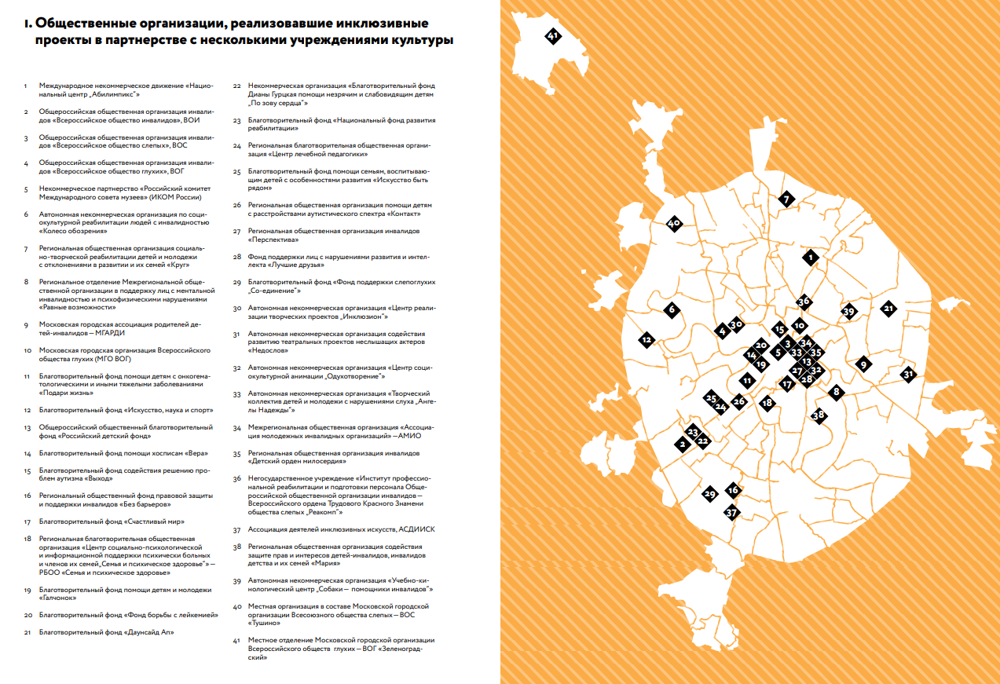 1. Общественные организации, реализовавшие инклюзивные
проекты в партнерстве с несколькими учреждениями культуры
1 Международное некоммерческое движение «Нацио-
нальный центр „Абилимпикс“»
2 Общероссийская общественная организация инвали-
дов «Всероссийское общество инвалидов», ВОИ
3 Общероссийская общественная организация инвали-
дов «Всероссийское общество слепых», ВОС
4 Общероссийская общественная организация инвали-
дов «Всероссийское общество глухих», ВОГ
5 Некоммерческое партнерство «Российский комитет
Международного совета музеев» (ИКОМ России)
6 Автономная некоммерческая организация по соци-
окультурной реабилитации людей с инвалидностью
«Колесо обозрения»
7 Региональная общественная организация социаль-
но-творческой реабилитации детей и молодежи
с отклонениями в развитии и их семей «Круг»
8 Региональное отделение Межрегиональной обще-
ственной организации в поддержку лиц с ментальной
инвалидностью и психофизическими нарушениями
«Равные возможности»
9 Московская городская ассоциация родителей де-
тей-инвалидов — МГАРДИ
10 Московская городская организация Всероссийского
общества глухих (МГО ВОГ)
11 Благотворительный фонд помощи детям с онкогема-
тологическими и иными тяжелыми заболеваниями
«Подари жизнь»
12 Благотворительный фонд «Искусство, наука и спорт»
13 Общероссийский общественный благотворительный
фонд «Российский детский фонд»
14 Благотворительный фонд помощи хосписам «Вера»
15 Благотворительный фонд содействия решению про-
блем аутизма «Выход»
16 Региональный общественный фонд правовой защиты
и поддержки инвалидов «Без барьеров»
17 Благотворительный фонд «Счастливый мир»
18 Региональная благотворительная общественная
организация «Центр социально-психологической
и информационной поддержки психически больных
и членов их семей„Семья и психическое здоровье“» —
РБОО «Семья и психическое здоровье»
19 Благотворительный фонд помощи детям и молодежи
«Галчонок»
20 Благотворительный фонд «Фонд борьбы с лейкемией»
21 Благотворительный фонд «Даунсайд Ап»
22 Некоммерческая организация «Благотворительный фонд
Дианы Гурцкая помощи незрячим и слабовидящим детям
„По зову сердца“»
23 Благотворительный фонд «Национальный фонд развития
реабилитации»
24 Региональная благотворительная общественная органи-
зация «Центр лечебной педагогики»
25 Благотворительный фонд помощи семьям, воспитываю-
щим детей с особенностями развития «Искусство быть
рядом»
26 Региональная общественная организация помощи детям
с расстройствами аутистического спектра «Контакт»
27 Региональная общественная организация инвалидов
«Перспектива»
28 Фонд поддержки лиц с нарушениями развития и интел-
лекта «Лучшие друзья»
29 Благотворительный фонд «Фонд поддержки слепоглухих
„Со-единение“»
30 Автономная некоммерческая организация «Центр реали-
зации творческих проектов „Инклюзион“»
31 Автономная некоммерческая организация содействия
развитию театральных проектов неслышащих актеров
«Недослов»
32 Автономная некоммерческая организация «Центр соци-
окультурной анимации „Одухотворение“»
33 Автономная некоммерческая организация «Творческий
коллектив детей и молодежи с нарушениями слуха „Анге-
лы Надежды“»
34 Межрегиональная общественная организация «Ассоциа-
ция молодежных инвалидных организаций» —АМИО
35 Региональная общественная организация инвалидов
«Детский орден милосердия»
36 Негосударственное учреждение «Институт профессио-
нальной реабилитации и подготовки персонала Обще-
российской общественной организации инвалидов —
Всероссийского ордена Трудового Красного Знамени
общества слепых „Реакомп“»
37 Ассоциация деятелей инклюзивных искусств, АСДИИСК
38 Региональная общественная организация содействия
защите прав и интересов детей-инвалидов, инвалидов
детства и их семей «Мария»
39 Автономная некоммерческая организация «Учебно-ки-
нологический центр „Собаки — помощники инвалидов“»
40 Местная организация в составе Московской городской
организации Всесоюзного общества слепых — ВОС
«Тушино»
41 Местное отделение Московской городской организации
Всероссийского обществ глухих — ВОГ «Зеленоград-
ский»
41
7
40
1
36
6
39
21
30
4
15
10
12
20
3
34
14
5
33
35
19
13
9
27
32
31
11
17
28
8
25
24
26
18
38
23
22
2
29
16
37